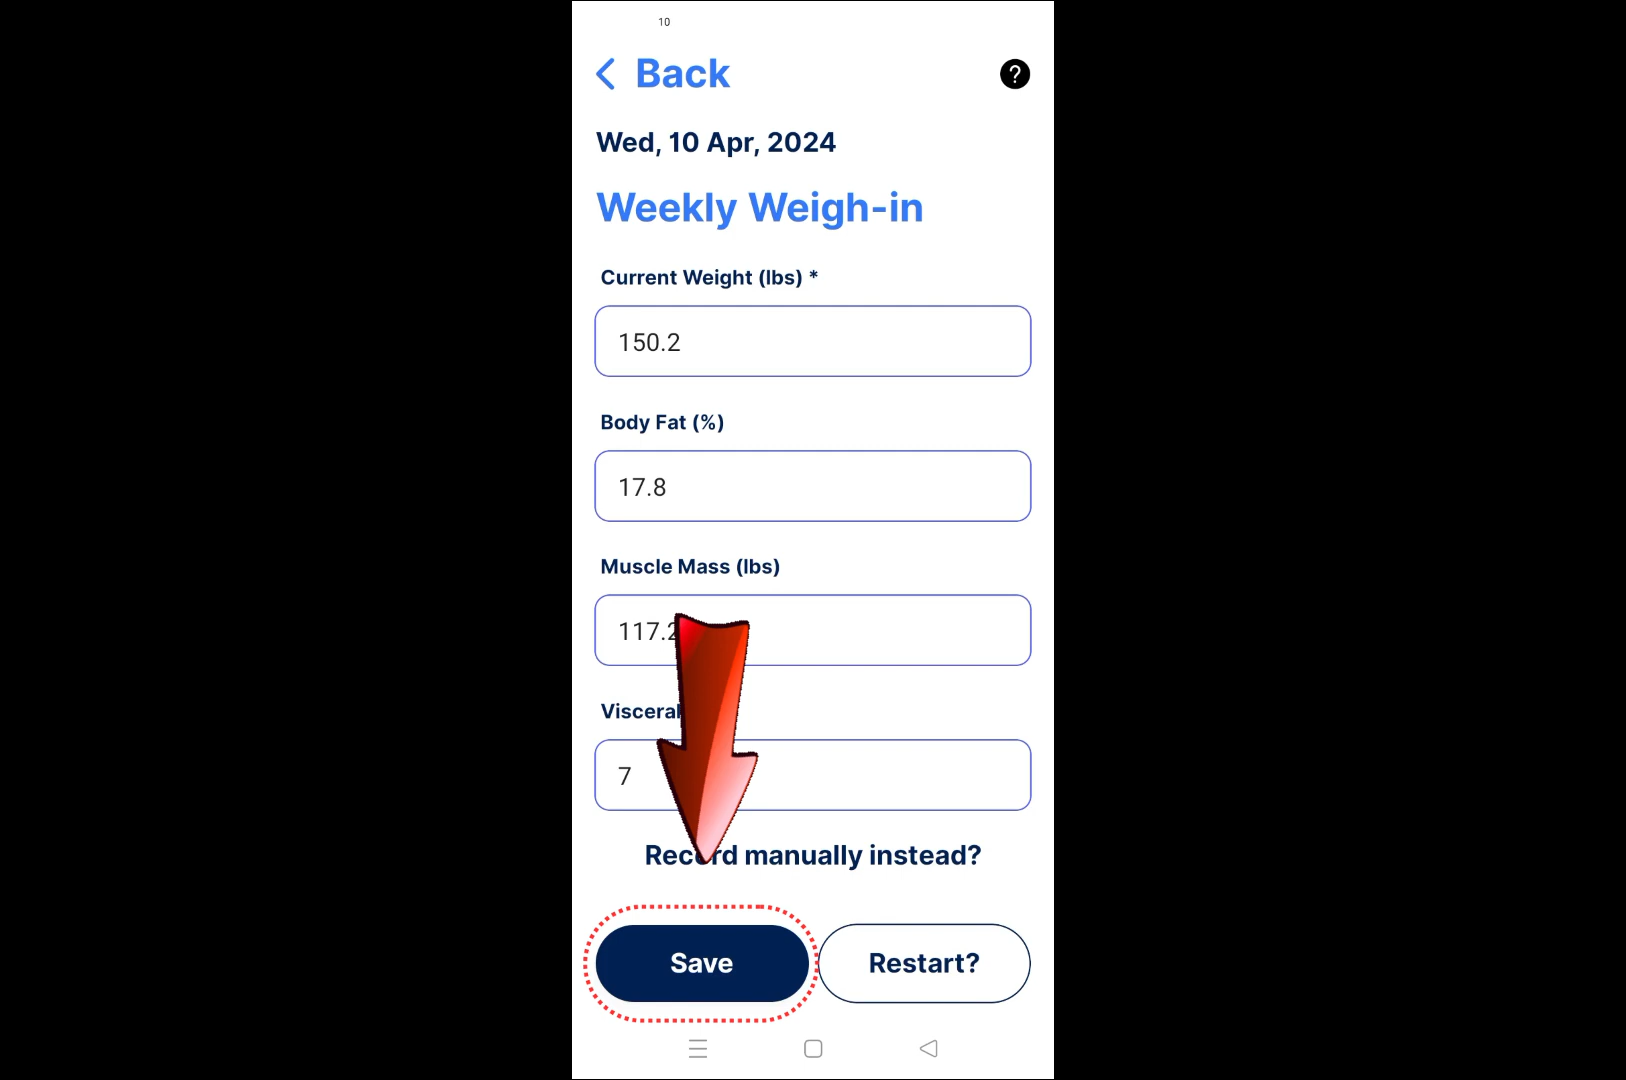 10
Back
?
Wed, 10 Apr, 2024
Weekly Weigh-in
Current Weight (lbs) *
150.2
Body Fat (%)
17.8
Muscle Mass (lbs)
117.2
Visceral
7
Record manually instead?
Save
Restart?